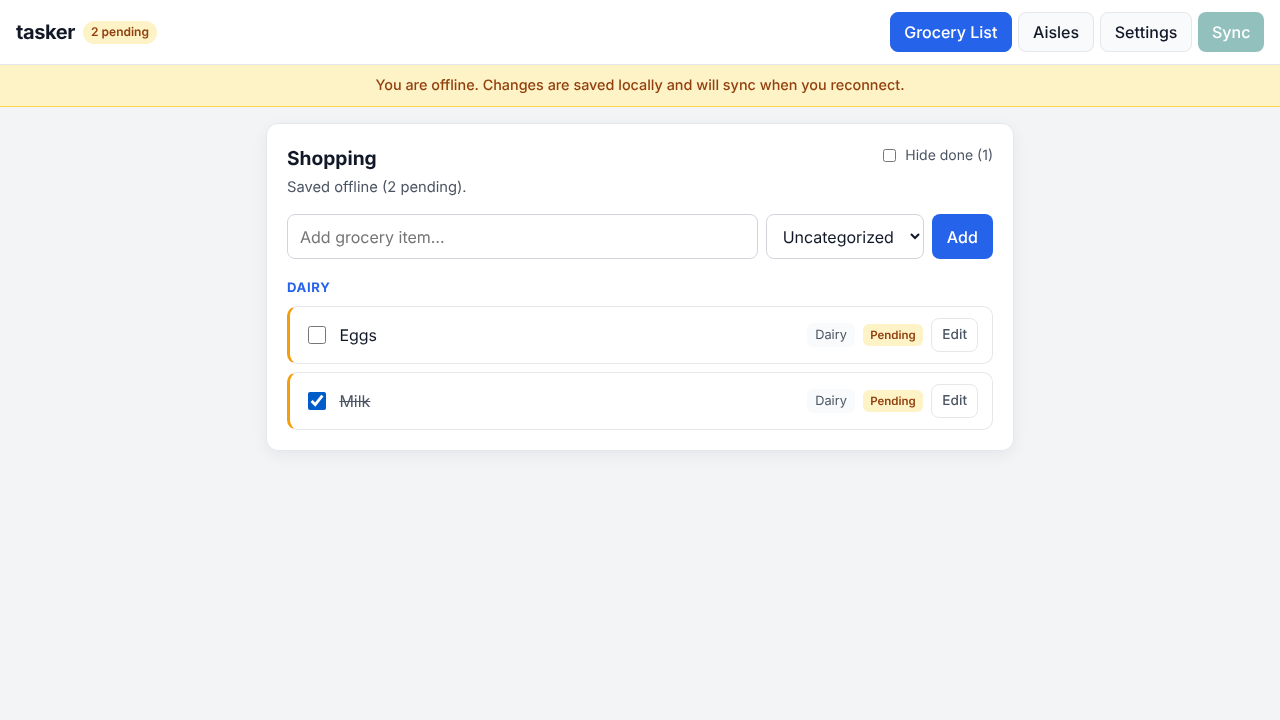 tasker 2 pending Grocery List Aisles Settings Sync
You are offline. Changes are saved locally and will sync when you reconnect.
Shopping Hide done (1)
Saved offline (2 pending).
Add grocery item... Uncategorized Add
DAIRY
Eggs Dairy Pending Edit
Milk Dairy Pending Edit